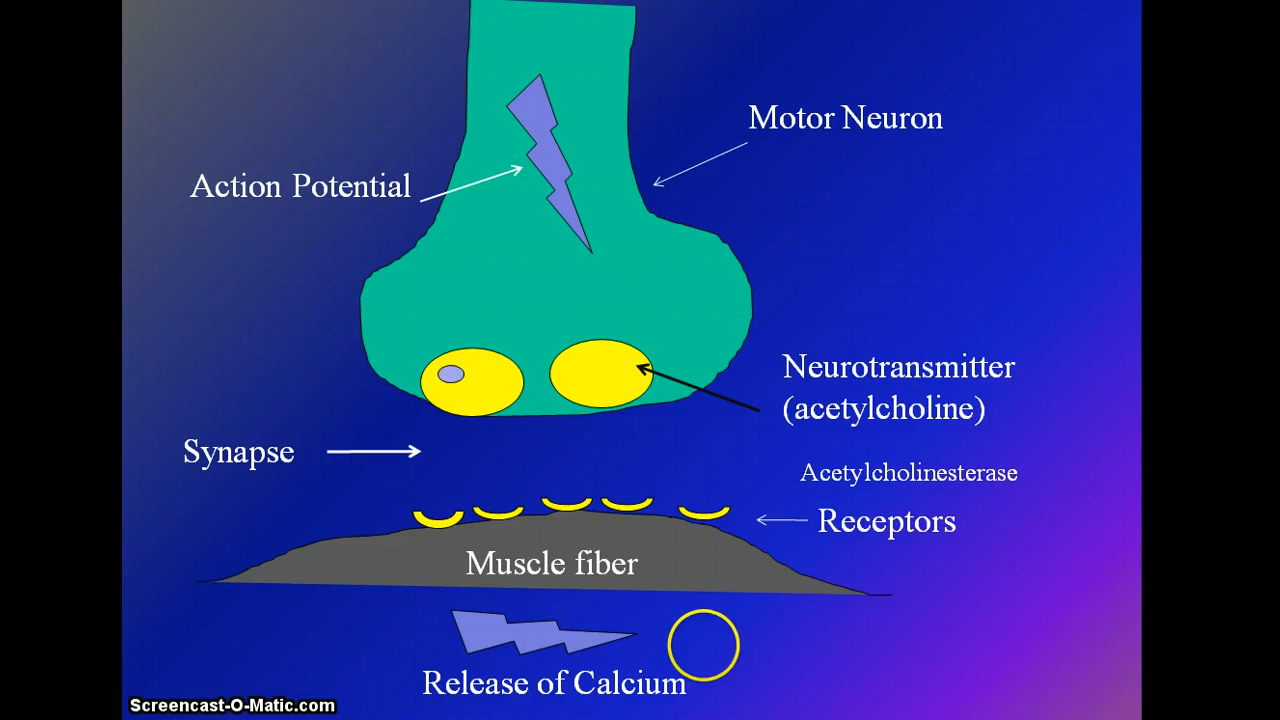 Motor Neuron
Action Potential
Neurotransmitter
(acetylcholine)
Synapse
Acetylcholinesterase
Receptors
Muscle fiber
Release of Calcium
Screencast-O-Matic.com